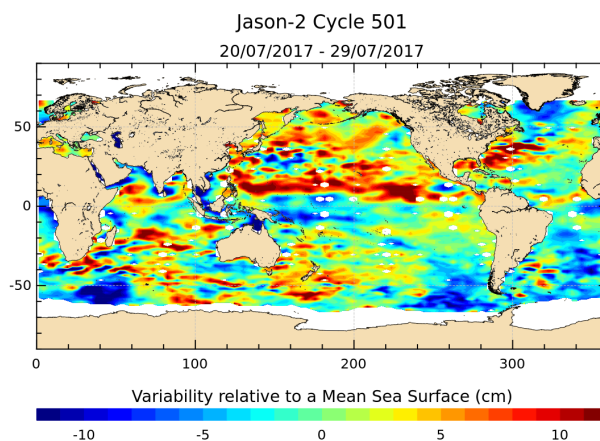 Jason-2 Cycle 501
20/07/2017 - 29/07/2017
50
0
-50
0 100 200 300
Variability relative to a Mean Sea Surface (cm)
-10 -5 0 5 10